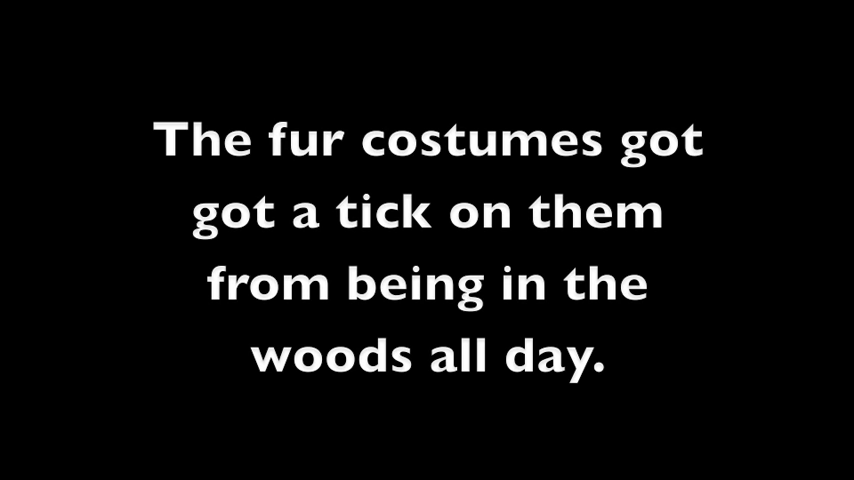 The fur costumes got
got a tick on them
from being in the
woods all day.